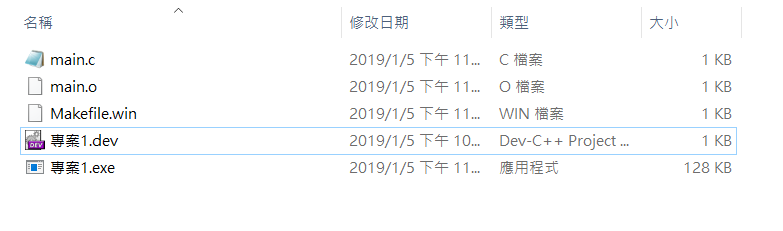 名稱 修改日期 類型 大小
main.c 2019/1/5 下午 11... C 檔案 1 KB
main.o 2019/1/5 下午 11... O 檔案 1 KB
Makefile.win 2019/1/5 下午 11... WIN 檔案 1 KB
DEV 專案1.dev 2019/1/5 下午 10... Dev-C++ Project ... 1 KB
專案1.exe 2019/1/5 下午 11... 應用程式 128 KB